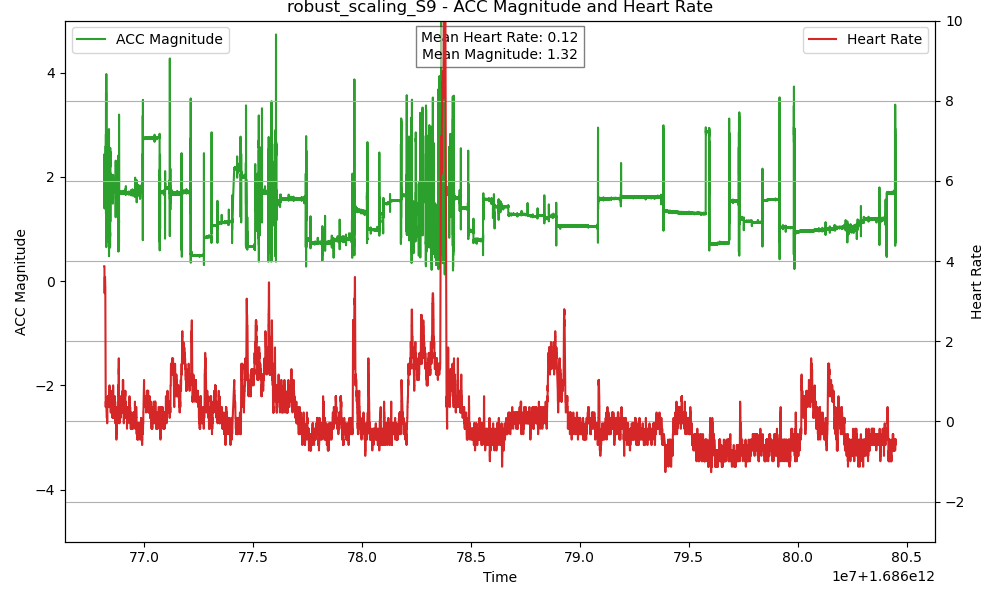 robust_scaling_S9 - ACC Magnitude and Heart Rate
ACC Magnitude
Mean Heart Rate: 0.12
Mean Magnitude: 1.32
Heart Rate
4
2
0
−2
−4
ACC Magnitude
10
8
6
4
2
0
−2
Heart Rate
77.0
77.5
78.0
78.5
79.0
79.5
80.0
80.5
Time
1e7+1.686e12